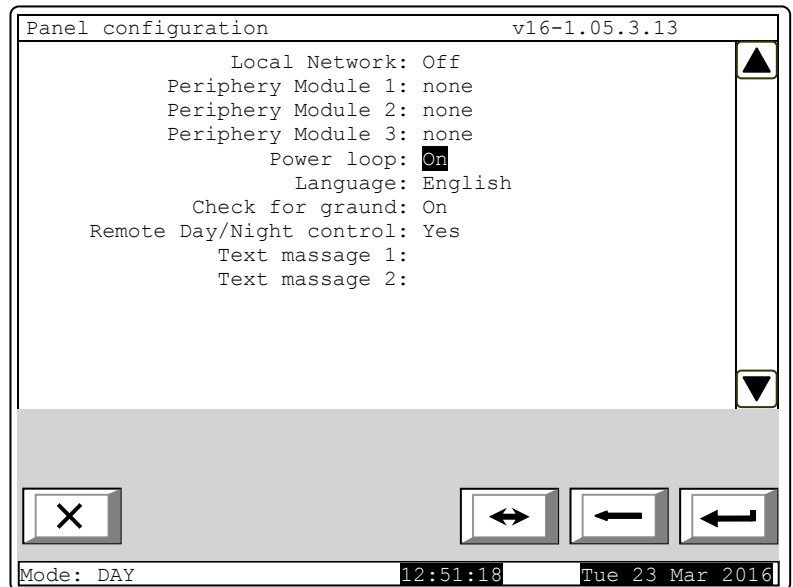 Panel configuration v16-1.05.3.13
Local Network: Off
Periphery Module 1: none
Periphery Module 2: none
Periphery Module 3: none
Power loop: On
Language: English
Check for graund: On
Remote Day/Night control: Yes
Text massage 1:
Text massage 2:
Mode: DAY 12:51:18 Tue 23 Mar 2016